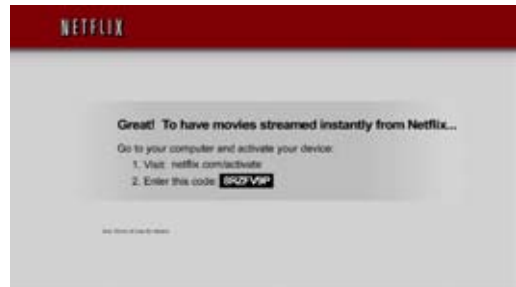 NETFLIX
Great! To have movies streamed instantly from Netflix...
Go to your computer and activate your device:
1. Visit: netflix.com/activate
2. Enter this code: